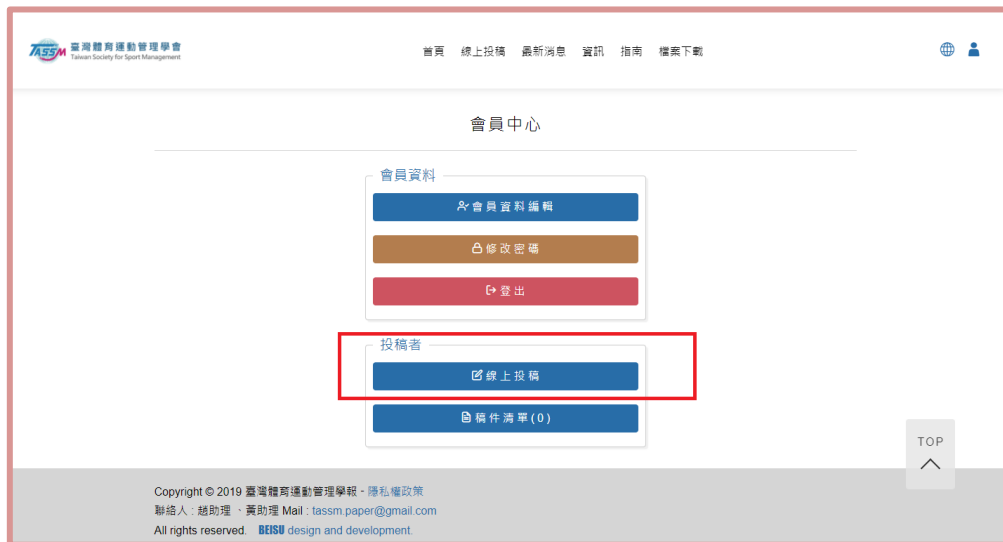 TASSM 臺灣體育運動管理學會
Taiwan Society for Sport Management
首頁 線上投稿 最新消息 資訊 指南 檔案下載
會員中心
會員資料
會員資料編輯
修改密碼
登出
投稿者
線上投稿
稿件清單(0)
TOP
Copyright © 2019 臺灣體育運動管理學報 - 隱私權政策
聯絡人 : 趙助理 、黃助理 Mail : tassm.paper@gmail.com
All rights reserved. BEISU design and development.